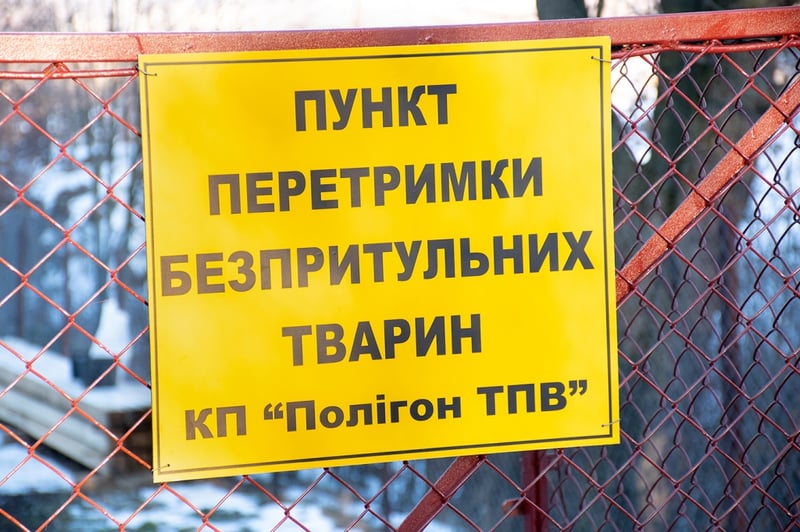 ПУНКТ
ПЕРЕТРИМКИ
БЕЗПРИТУЛЬНИХ
ТВАРИН
КП “Полігон ТПВ”